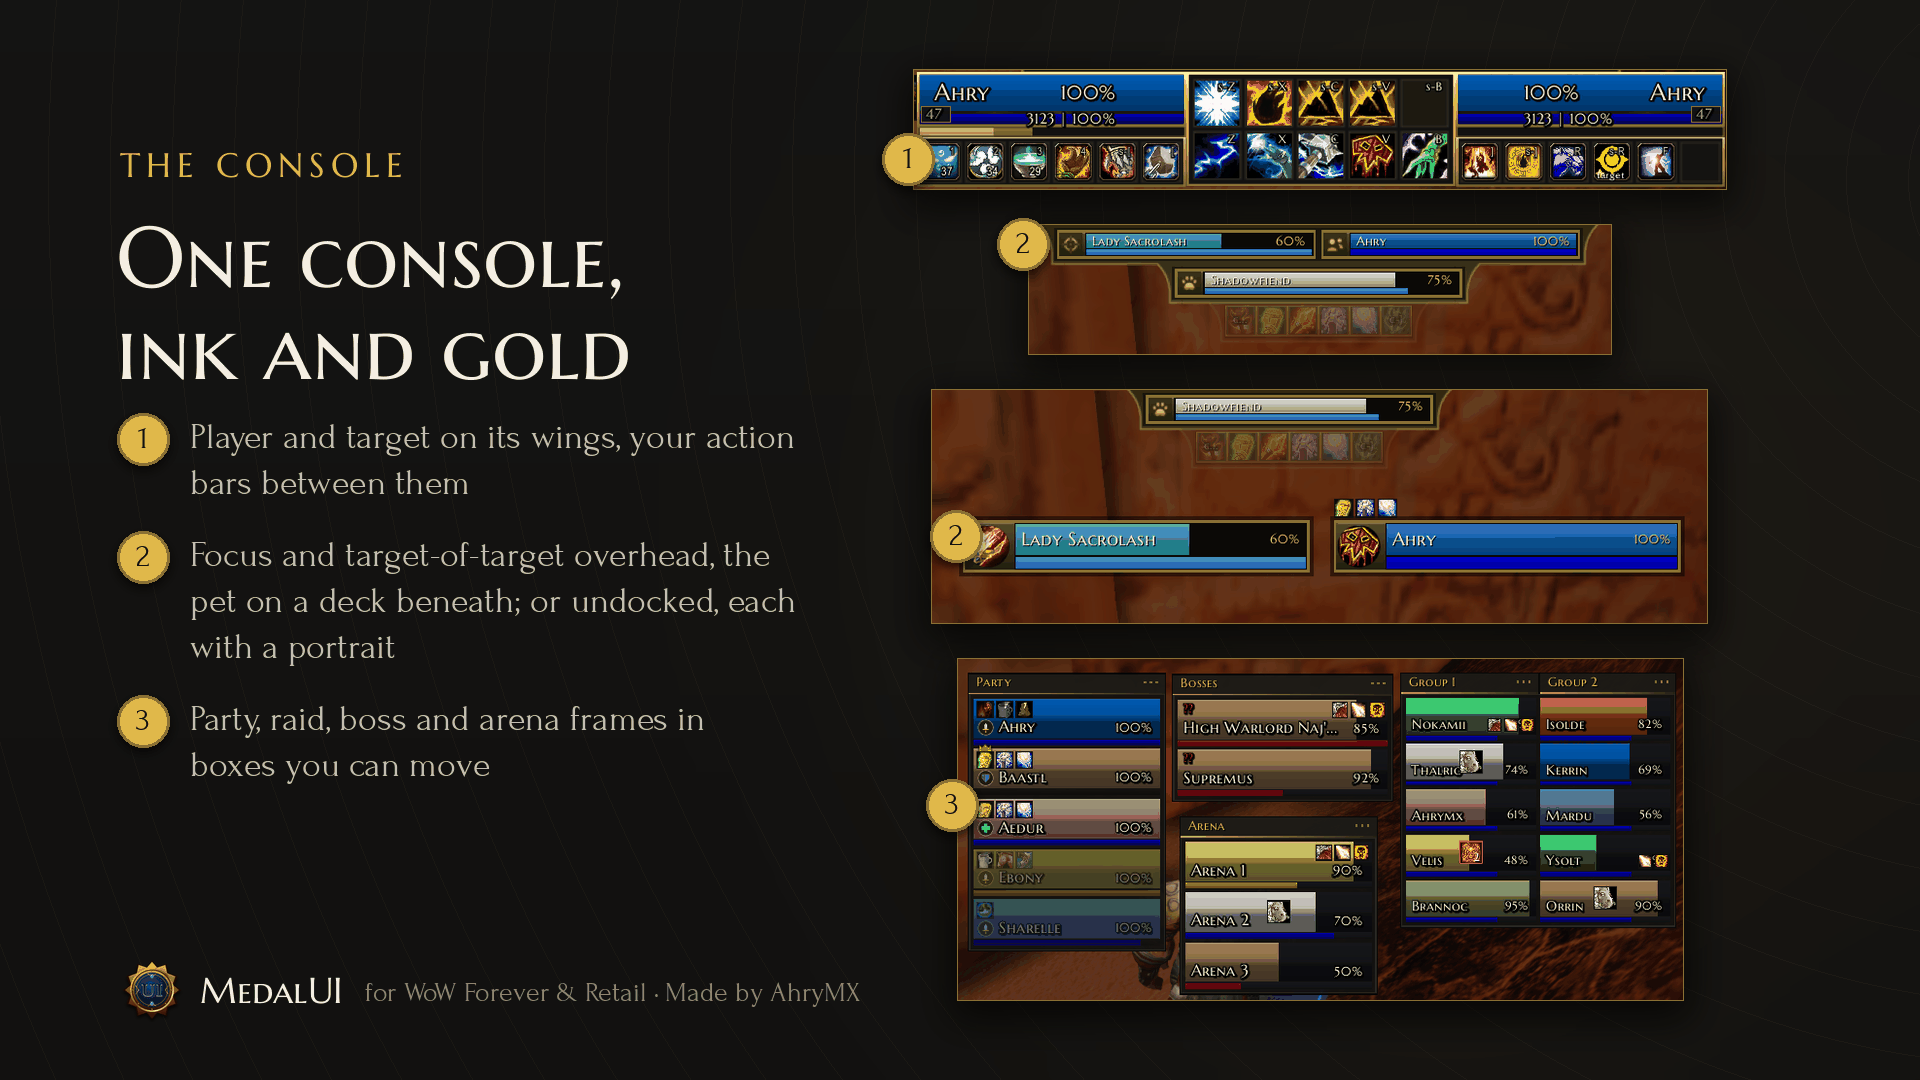 THE CONSOLE
One console,
ink and gold
1 Player and target on its wings, your action
bars between them
2 Focus and target-of-target overhead, the
pet on a deck beneath; or undocked, each
with a portrait
3 Party, raid, boss and arena frames in
boxes you can move
MedalUI for WoW Forever & Retail · Made by AhryMX
1
Ahry 100%
47 3123 | 100%
s-Z s-X s-C s-V s-B
100% Ahry
3123 | 100% 47
37 34 29
Z X C V B
target
2
Lady Sacrolash 60%
Ahry 100%
Shadowfiend 75%
Shadowfiend 75%
2
Lady Sacrolash 60%
Ahry 100%
3
Party
Ahry 100%
Baastl 100%
Aedur 100%
Ebony 100%
Sharelle 100%
Bosses
??
High Warlord Naj'... 85%
??
Supremus 92%
Arena
Arena 1 90%
Arena 2 70%
Arena 3 50%
Group 1
Nokamii
Thalric 74%
Ahrymx 61%
Velis 48%
Brannoc 95%
Group 2
Isolde 82%
Kerrin 69%
Mardu 56%
Ysolt
Orrin 90%